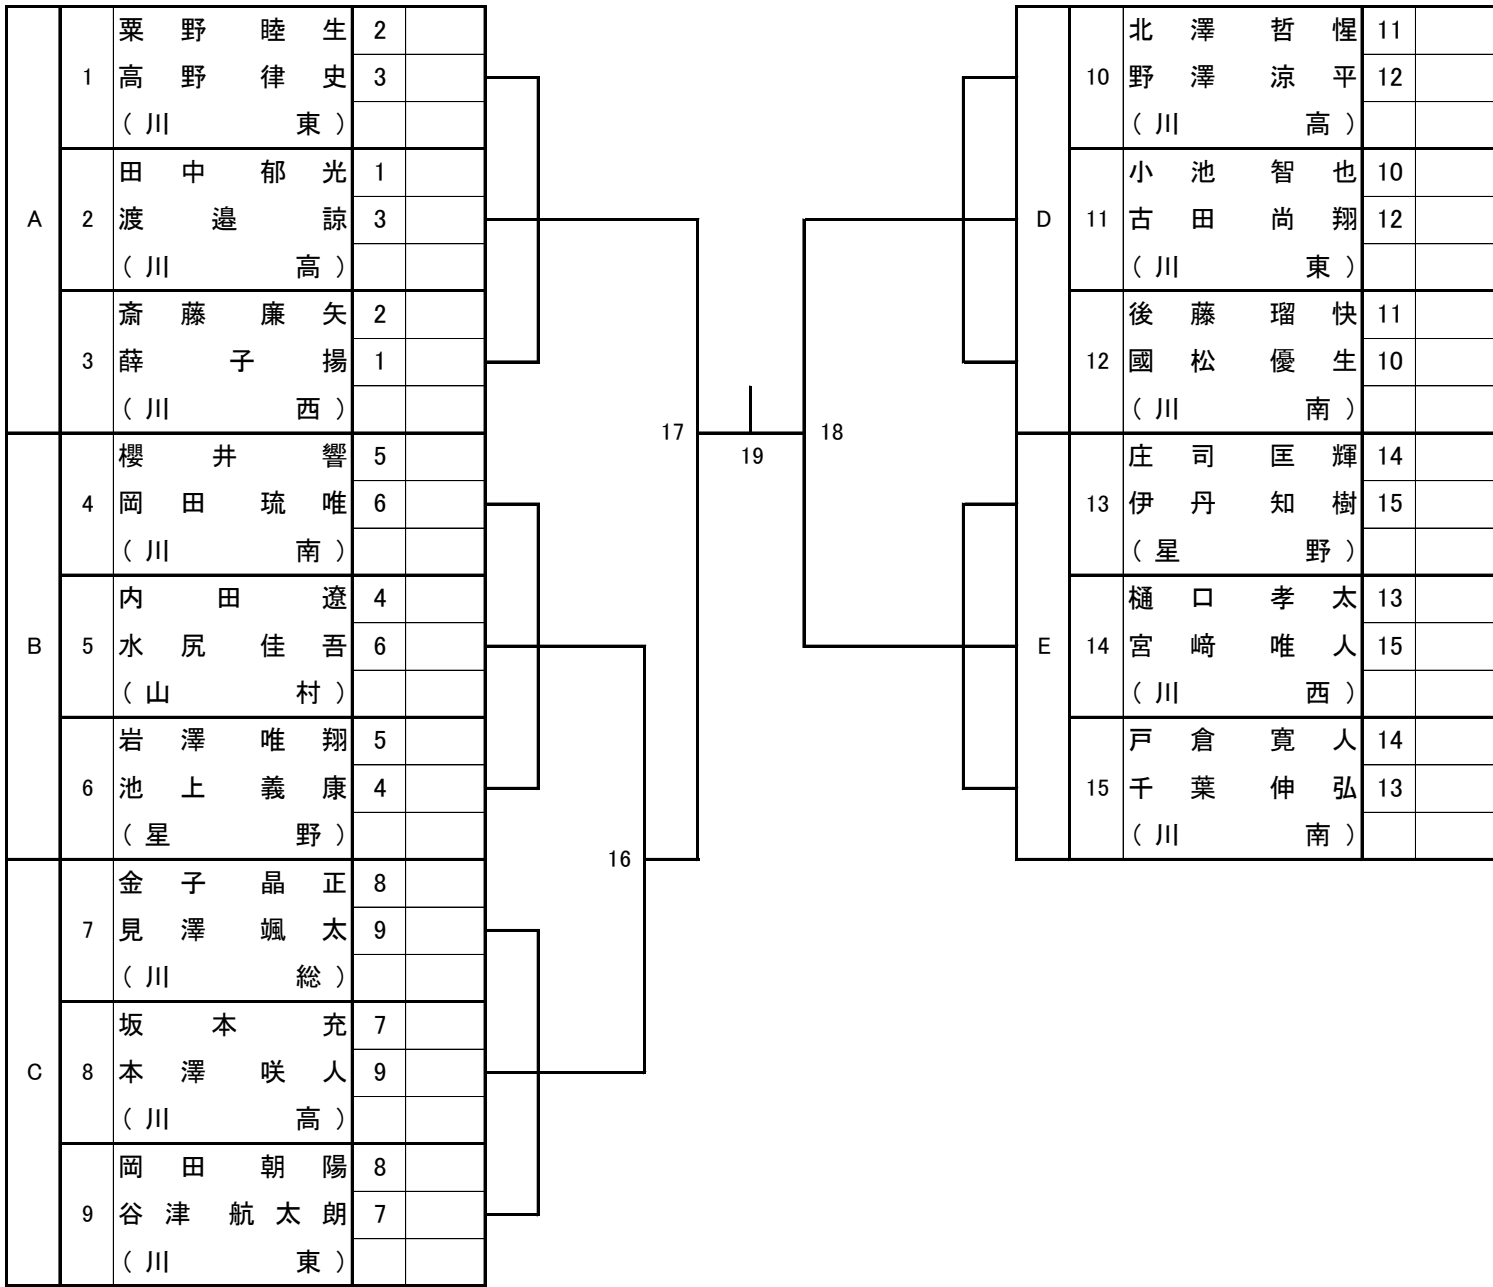 A
1
粟野睦生 2
高野律史 3
(川東)
2
田中郁光 1
渡邉諒 3
(川高)
3
斎藤廉矢 2
薛子揚 1
(川西)
B
4
櫻井響 5
岡田琉唯 6
(川南)
5
内田遼 4
水尻佳吾 6
(山村)
6
岩澤唯翔 5
池上義康 4
(星野)
C
7
金子晶正 8
見澤颯太 9
(川総)
8
坂本充 7
本澤咲人 9
(川高)
9
岡田朝陽 8
谷津航太朗 7
(川東)
16
17
19
18
D
10
北澤哲惺 11
野澤涼平 12
(川高)
11
小池智也 10
古田尚翔 12
(川東)
12
後藤瑠快 11
國松優生 10
(川南)
E
13
庄司匡輝 14
伊丹知樹 15
(星野)
14
樋口孝太 13
宮﨑唯人 15
(川西)
15
戸倉寛人 14
千葉伸弘 13
(川南)